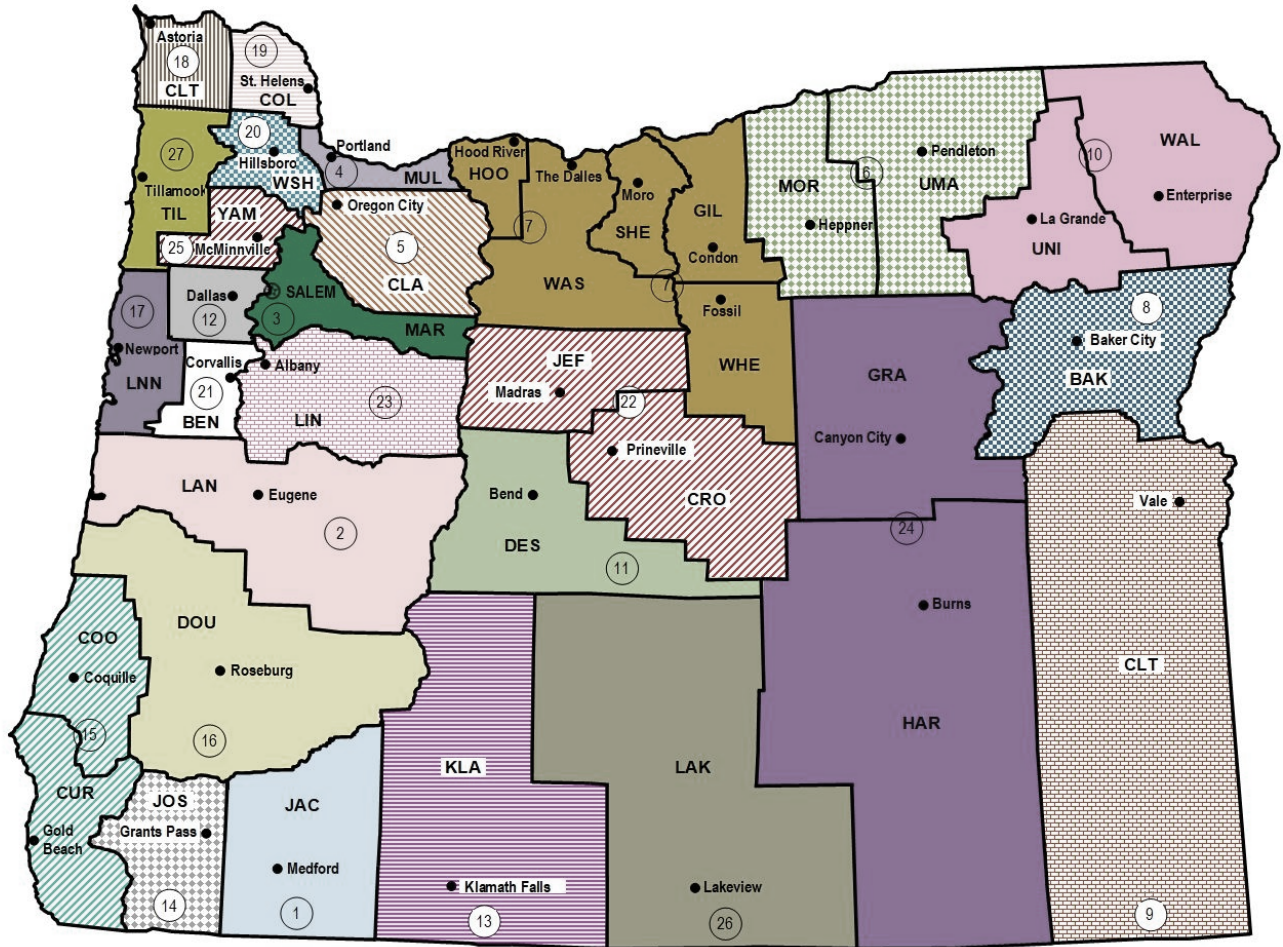 Astoria
18
CLT
19
St. Helens
COL
27
Tillamook
TIL
20
Hillsboro
WSH
Portland
4
MUL
Hood River
HOO
The Dalles
7
WAS
Moro
SHE
GIL
Condon
7
MOR
Heppner
6
Pendleton
UMA
10
WAL
Enterprise
La Grande
UNI
YAM
25
McMinnville
Oregon City
5
CLA
17
Newport
LNN
Dallas
12
SALEM
3
MAR
Corvallis
21
BEN
Albany
23
LIN
JEF
Madras
22
Fossil
WHE
GRA
Canyon City
8
Baker City
BAK
Prineville
CRO
LAN
Eugene
2
Bend
DES
11
24
Vale
COO
Coquille
15
DOU
Roseburg
16
Burns
HAR
CLT
9
CUR
Gold
Beach
JOS
Grants Pass
14
JAC
Medford
1
KLA
Klamath Falls
13
LAK
Lakeview
26